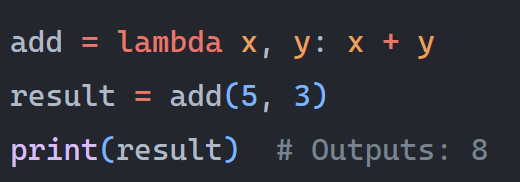 add = lambda x, y: x + y
result = add(5, 3)
print(result)  # Outputs: 8